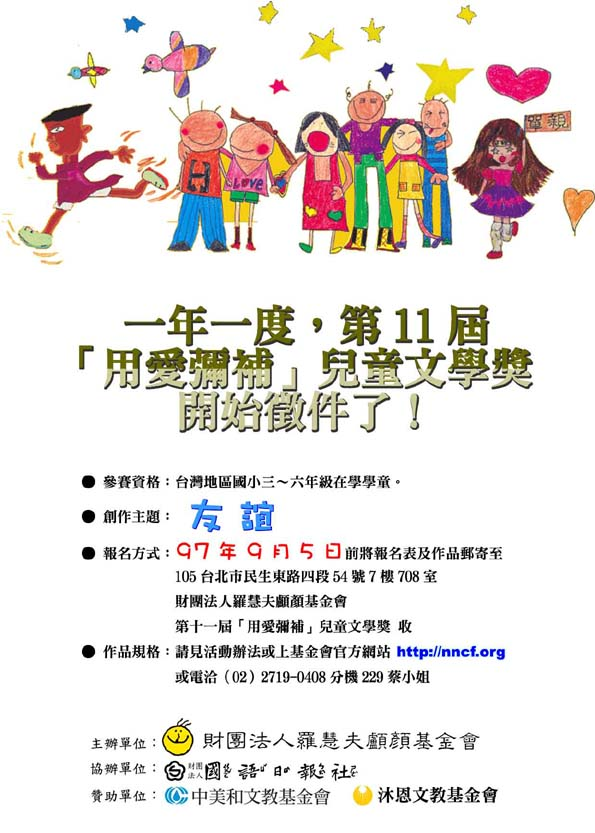 LOVE
H
單親
一年一度，第11屆
「用愛彌補」兒童文學獎
開始徵件了！
● 參賽資格：台灣地區國小三～六年級在學學童。
● 創作主題： 友誼
● 報名方式：97年9月5日前將報名表及作品郵寄至
105台北市民生東路四段54號7樓708室
財團法人羅慧夫顱顏基金會
第十一屆「用愛彌補」兒童文學獎 收
● 作品規格：請見活動辦法或上基金會官方網站 http://nncf.org
或電洽（02）2719-0408分機229蔡小姐
主辦單位： 財團法人羅慧夫顱顏基金會
協辦單位： 財團法人 國語日報社
贊助單位： 中美和文教基金會 沐恩文教基金會